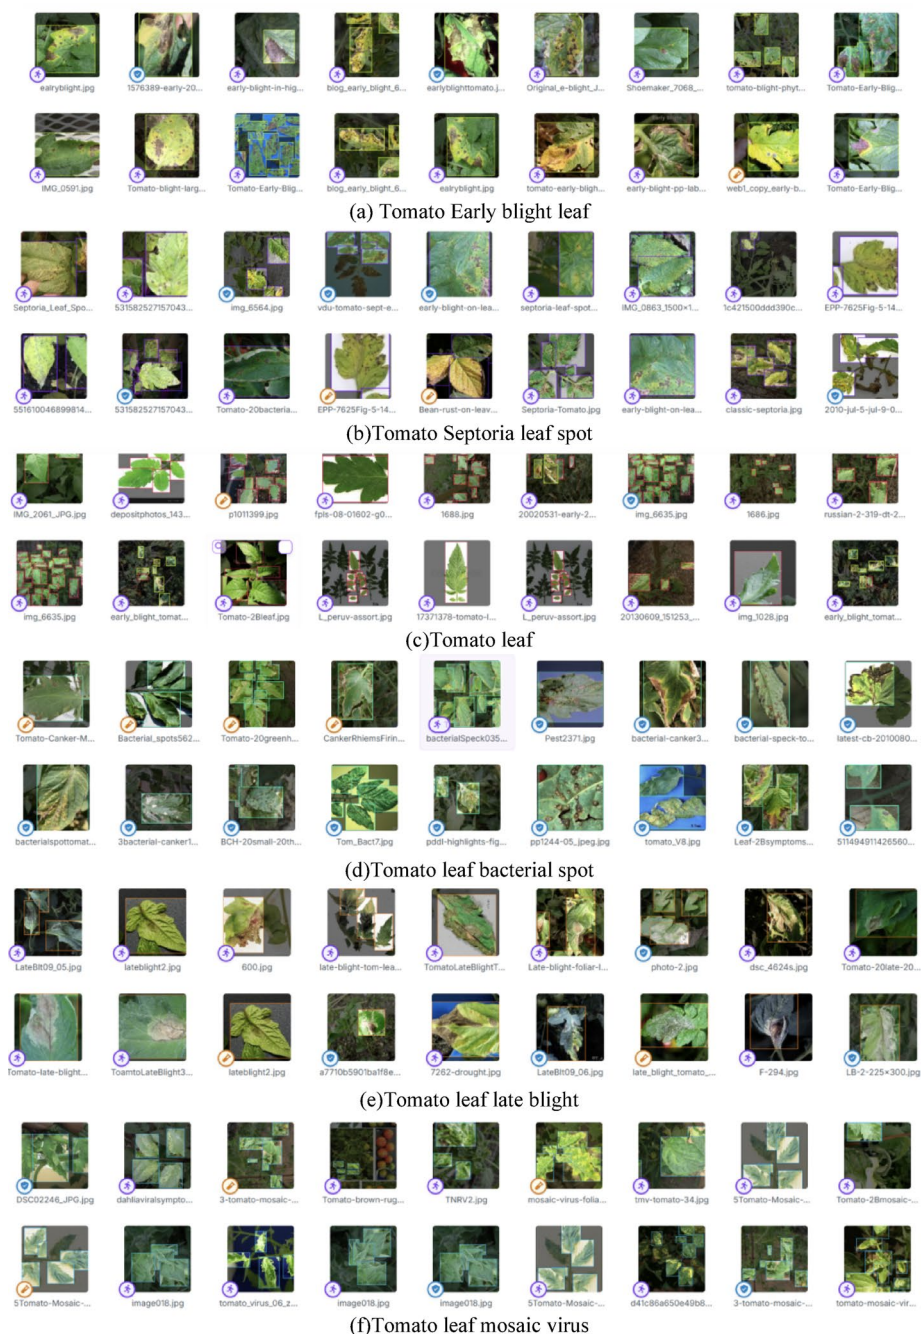 ealryblight.jpg 1576389-early-20... early-blight-in-hig... blog_early_blight_6... earlyblighttomato.j... Original_e-blight_J... Shoemaker_7068_... tomato-blight-phyt... Tomato-Early-Blig...
Early blight
IMG_0591.jpg Tomato-blight-larg... Tomato-Early-Blig... blog_early_blight_6... ealryblight.jpg tomato-early-bligh... early-blight-pp-lab... web1_copy_early-b... Tomato-Early-Blig...
(a) Tomato Early blight leaf
Septoria_Leaf_Spo... 531582527157043... img_6564.jpg vdu-tomato-sept-e... early-blight-on-lea... septoria-leaf-spot... IMG_0863_1500x1... 1c421500ddd390c... EPP-7625Fig-5-14...
551610046899814... 531582527157043... Tomato-20bacteria... EPP-7625Fig-5-14... Bean-rust-on-leav... Septoria-Tomato.jpg early-blight-on-lea... classic-septoria.jpg 2010-jul-5-jul-9-0...
(b)Tomato Septoria leaf spot
IMG_2061_JPG.jpg depositphotos_143... p1011399.jpg fpls-08-01602-g0... 1688.jpg 20020531-early-2... img_6635.jpg 1686.jpg russian-2-319-dt-2...
img_6635.jpg early_blight_tomat... Tomato-2Bleaf.jpg L_peruv-assort.jpg 17371378-tomato-l... L_peruv-assort.jpg 20130609_151253_... img_1028.jpg early_blight_tomat...
(c)Tomato leaf
Tomato-Canker-M... Bacterial_spots562... Tomato-20greenh... CankerRhiemsFirin... bacterialSpeck035... Pest2371.jpg bacterial-canker3... bacterial-speck-to... latest-cb-2010080...
bacterialspottomat... 3bacterial-canker1... BCH-20small-20th... Tom_Bact7.jpg pddl-highlights-fig... pp1244-05_jpeg.jpg tomato_V8.jpg Leaf-2Bsymptoms... 511494911426560...
(d)Tomato leaf bacterial spot
LateBlt09_05.jpg lateblight2.jpg 600.jpg late-blight-tom-lea... TomatoLateBlightT... Late-blight-foliar-l... photo-2.jpg dsc_4624s.jpg Tomato-20late-20...
Tomato-late-blight... ToamtoLateBlight3... lateblight2.jpg a7710b5901ba1f8e... 7262-drought.jpg LateBlt09_06.jpg late_blight_tomato_... F-294.jpg LB-2-225x300.jpg
(e)Tomato leaf late blight
DSC02246_JPG.jpg dahliaviralsympto... 3-tomato-mosaic-... Tomato-brown-rug... TNRV2.jpg mosaic-virus-folia... tmv-tomato-34.jpg 5Tomato-Mosaic-... Tomato-2Bmosaic-...
5Tomato-Mosaic-... image018.jpg tomato_virus_06_z... image018.jpg image018.jpg 5Tomato-Mosaic-... d41c86a650e49b8... 3-tomato-mosaic-... tomato-mosaic-vir...
(f)Tomato leaf mosaic virus